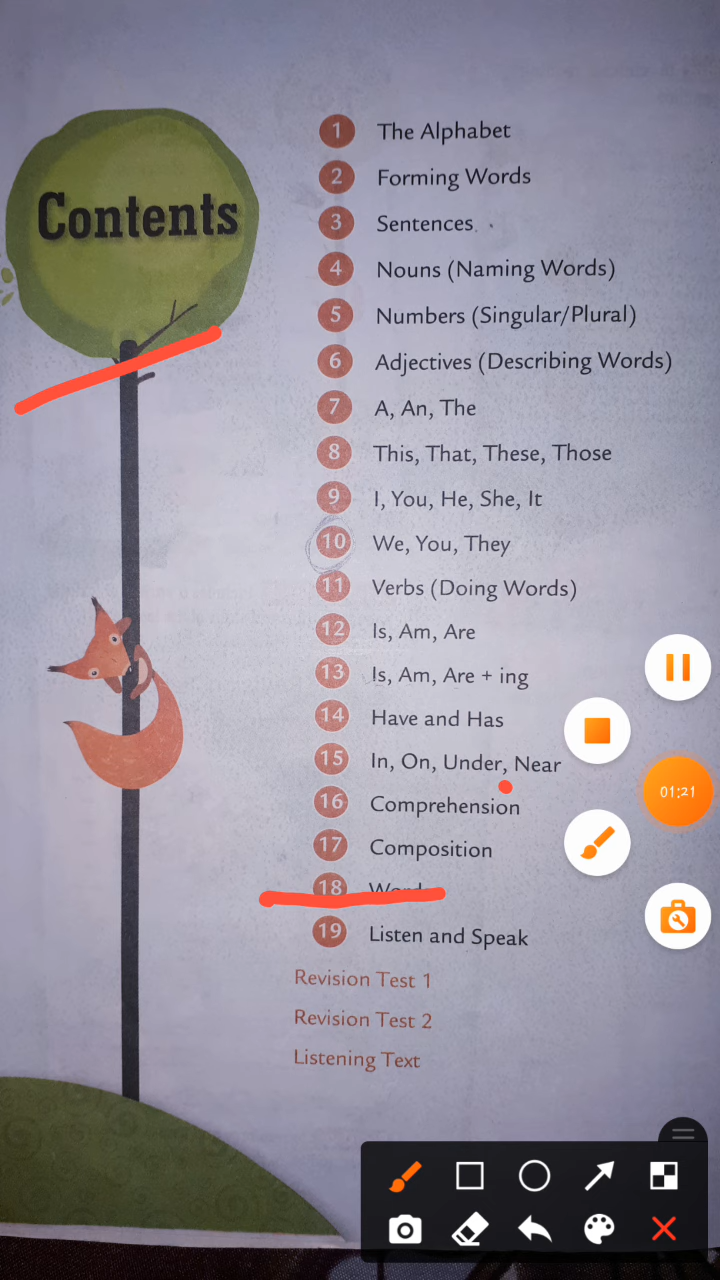 Contents
1 The Alphabet
2 Forming Words
3 Sentences
4 Nouns (Naming Words)
5 Numbers (Singular/Plural)
6 Adjectives (Describing Words)
7 A, An, The
8 This, That, These, Those
9 I, You, He, She, It
10 We, You, They
11 Verbs (Doing Words)
12 Is, Am, Are
13 Is, Am, Are + ing
14 Have and Has
15 In, On, Under, Near
01:21
16 Comprehension
17 Composition
18
19 Listen and Speak
Revision Test 1
Revision Test 2
Listening Text